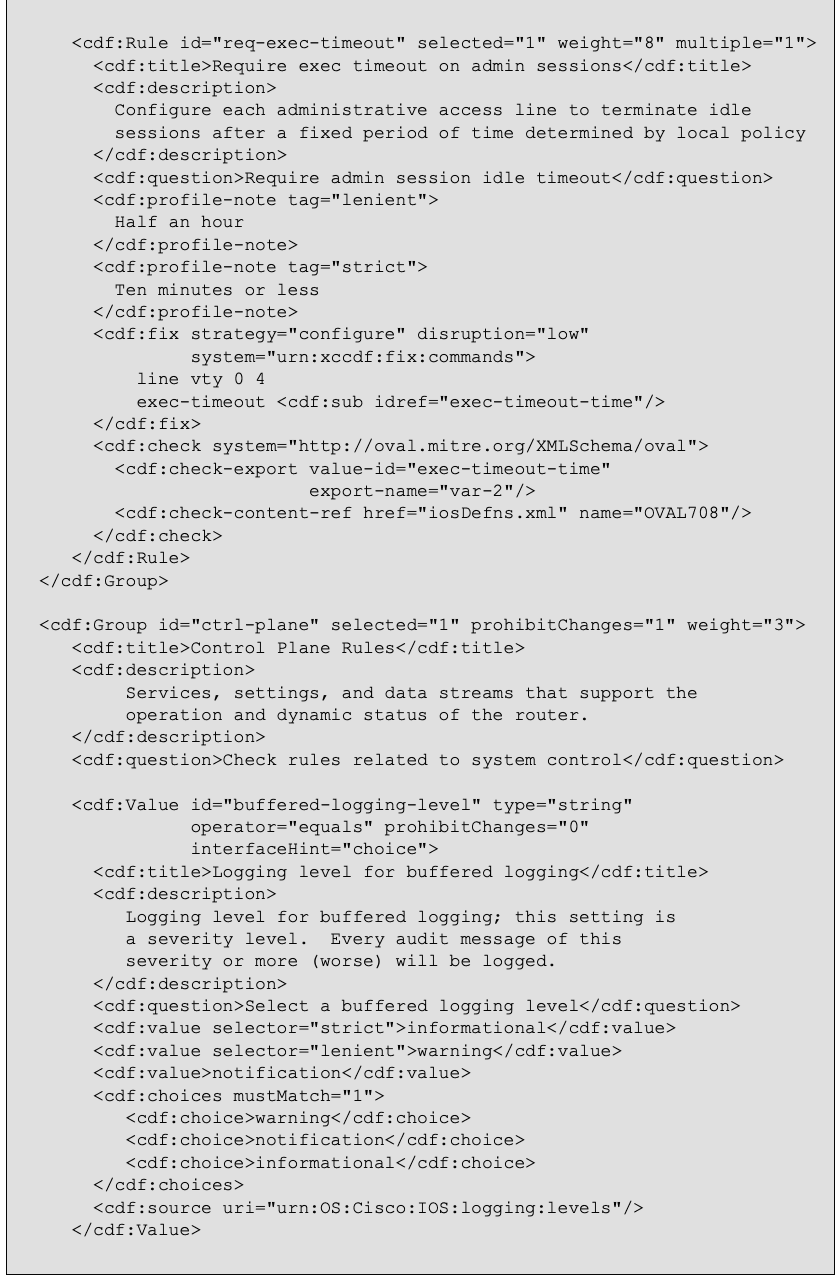 <cdf:Rule id="req-exec-timeout" selected="1" weight="8" multiple="1">
<cdf:title>Require exec timeout on admin sessions</cdf:title>
<cdf:description>
Configure each administrative access line to terminate idle
sessions after a fixed period of time determined by local policy
</cdf:description>
<cdf:question>Require admin session idle timeout</cdf:question>
<cdf:profile-note tag="lenient">
Half an hour
</cdf:profile-note>
<cdf:profile-note tag="strict">
Ten minutes or less
</cdf:profile-note>
<cdf:fix strategy="configure" disruption="low"
system="urn:xccdf:fix:commands">
line vty 0 4
exec-timeout <cdf:sub idref="exec-timeout-time"/>
</cdf:fix>
<cdf:check system="http://oval.mitre.org/XMLSchema/oval">
<cdf:check-export value-id="exec-timeout-time"
export-name="var-2"/>
<cdf:check-content-ref href="iosDefns.xml" name="OVAL708"/>
</cdf:check>
</cdf:Rule>
</cdf:Group>
<cdf:Group id="ctrl-plane" selected="1" prohibitChanges="1" weight="3">
<cdf:title>Control Plane Rules</cdf:title>
<cdf:description>
Services, settings, and data streams that support the
operation and dynamic status of the router.
</cdf:description>
<cdf:question>Check rules related to system control</cdf:question>
<cdf:Value id="buffered-logging-level" type="string"
operator="equals" prohibitChanges="0"
interfaceHint="choice">
<cdf:title>Logging level for buffered logging</cdf:title>
<cdf:description>
Logging level for buffered logging; this setting is
a severity level.  Every audit message of this
severity or more (worse) will be logged.
</cdf:description>
<cdf:question>Select a buffered logging level</cdf:question>
<cdf:value selector="strict">informational</cdf:value>
<cdf:value selector="lenient">warning</cdf:value>
<cdf:value>notification</cdf:value>
<cdf:choices mustMatch="1">
<cdf:choice>warning</cdf:choice>
<cdf:choice>notification</cdf:choice>
<cdf:choice>informational</cdf:choice>
</cdf:choices>
<cdf:source uri="urn:OS:Cisco:IOS:logging:levels"/>
</cdf:Value>